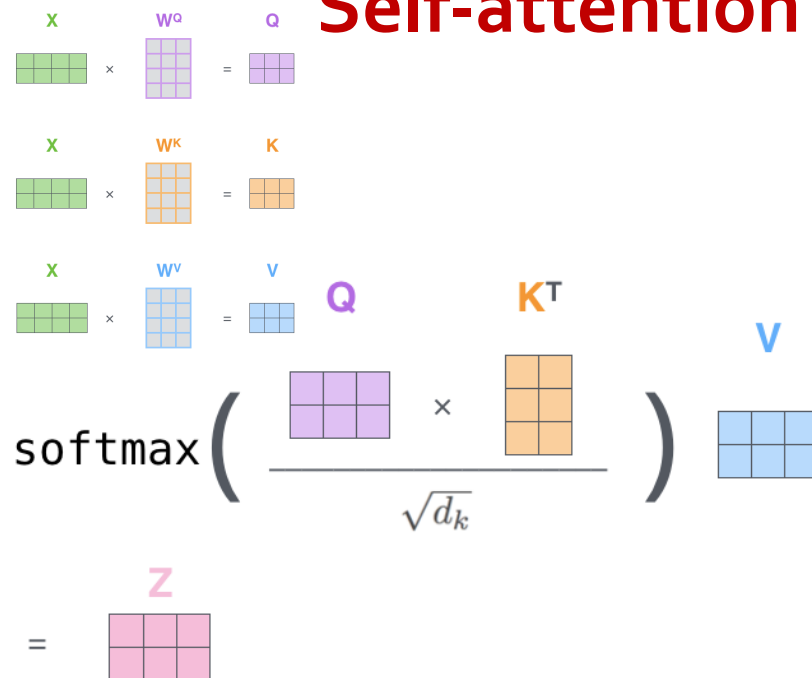 Self-attention
X W^Q Q
× =
X W^K K
× =
X W^V V
× =
Q K^T V
softmax( × )
√d_k
Z
=